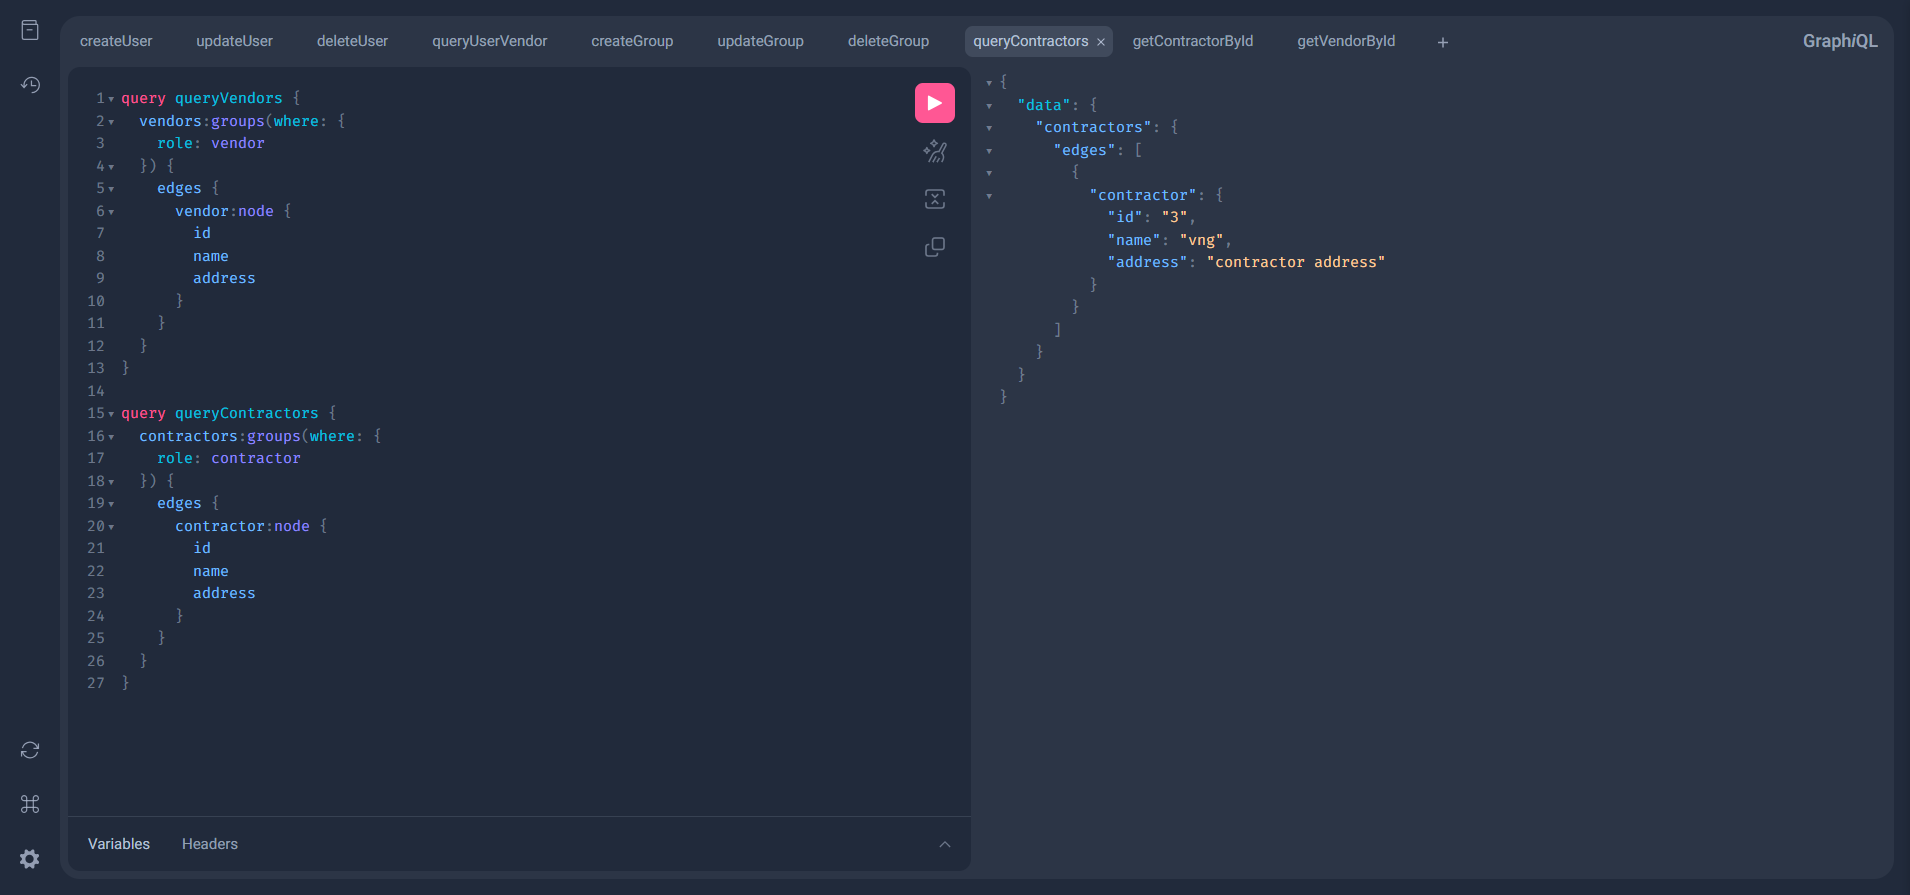 createUser updateUser deleteUser queryUserVendor createGroup updateGroup deleteGroup queryContractors × getContractorById getVendorById + GraphiQL
1 query queryVendors {
2 vendors:groups(where: {
3 role: vendor
4 }) {
5 edges {
6 vendor:node {
7 id
8 name
9 address
10 }
11 }
12 }
13 }
14
15 query queryContractors {
16 contractors:groups(where: {
17 role: contractor
18 }) {
19 edges {
20 contractor:node {
21 id
22 name
23 address
24 }
25 }
26 }
27 }
Variables Headers
{
"data": {
"contractors": {
"edges": [
{
"contractor": {
"id": "3",
"name": "vng",
"address": "contractor address"
}
}
]
}
}
}